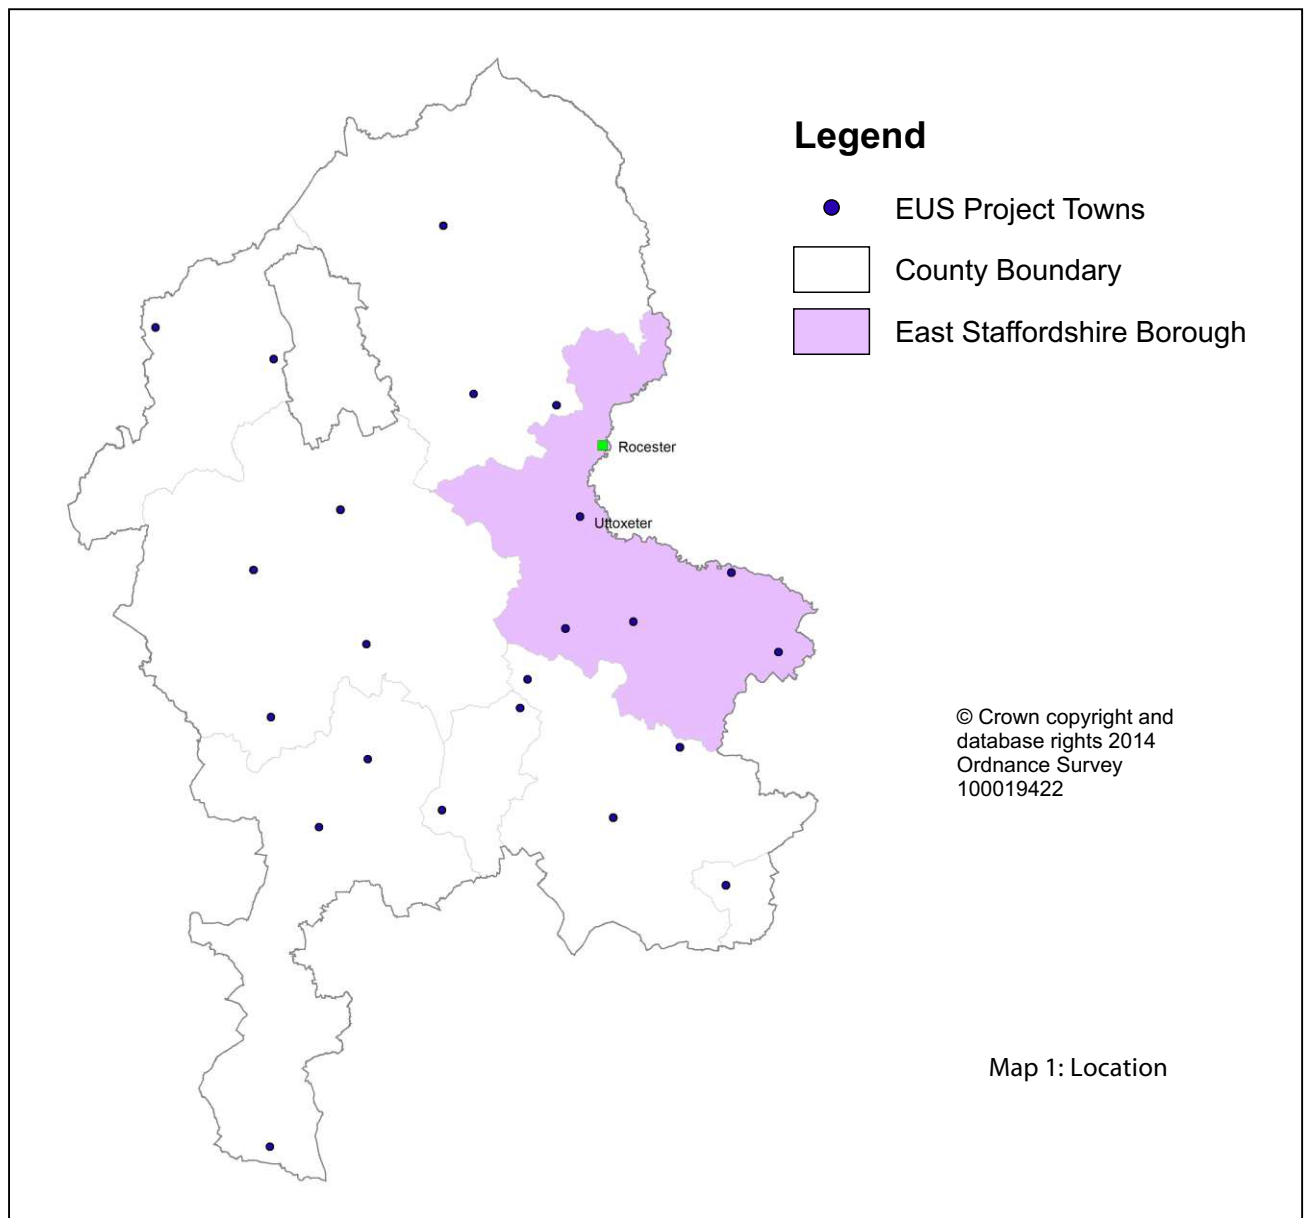 Legend
EUS Project Towns
County Boundary
East Staffordshire Borough
Rocester
Uttoxeter
© Crown copyright and
database rights 2014
Ordnance Survey
100019422
Map 1: Location